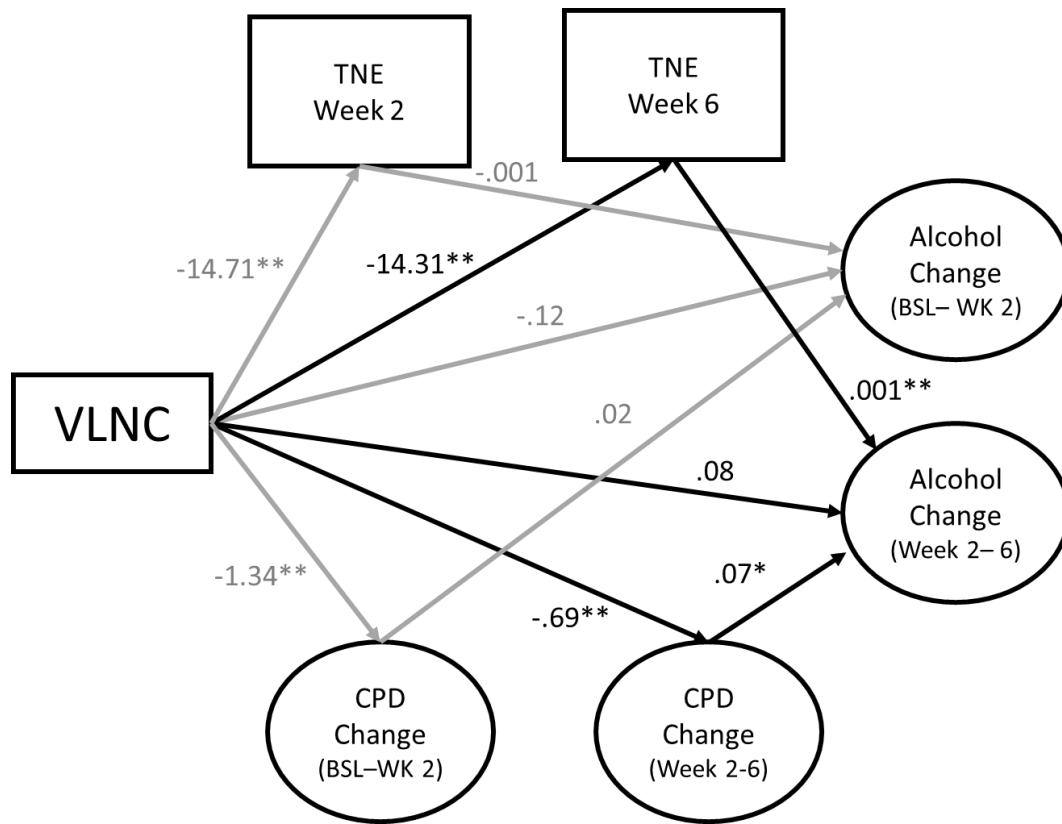 TNE
Week 2
TNE
Week 6
-.001
Alcohol
Change
(BSL– WK 2)
-14.71**
-14.31**
-.12
VLNC
.02
.001**
.08
Alcohol
Change
(Week 2– 6)
-1.34**
-.69**
.07*
CPD
Change
(BSL–WK 2)
CPD
Change
(Week 2-6)